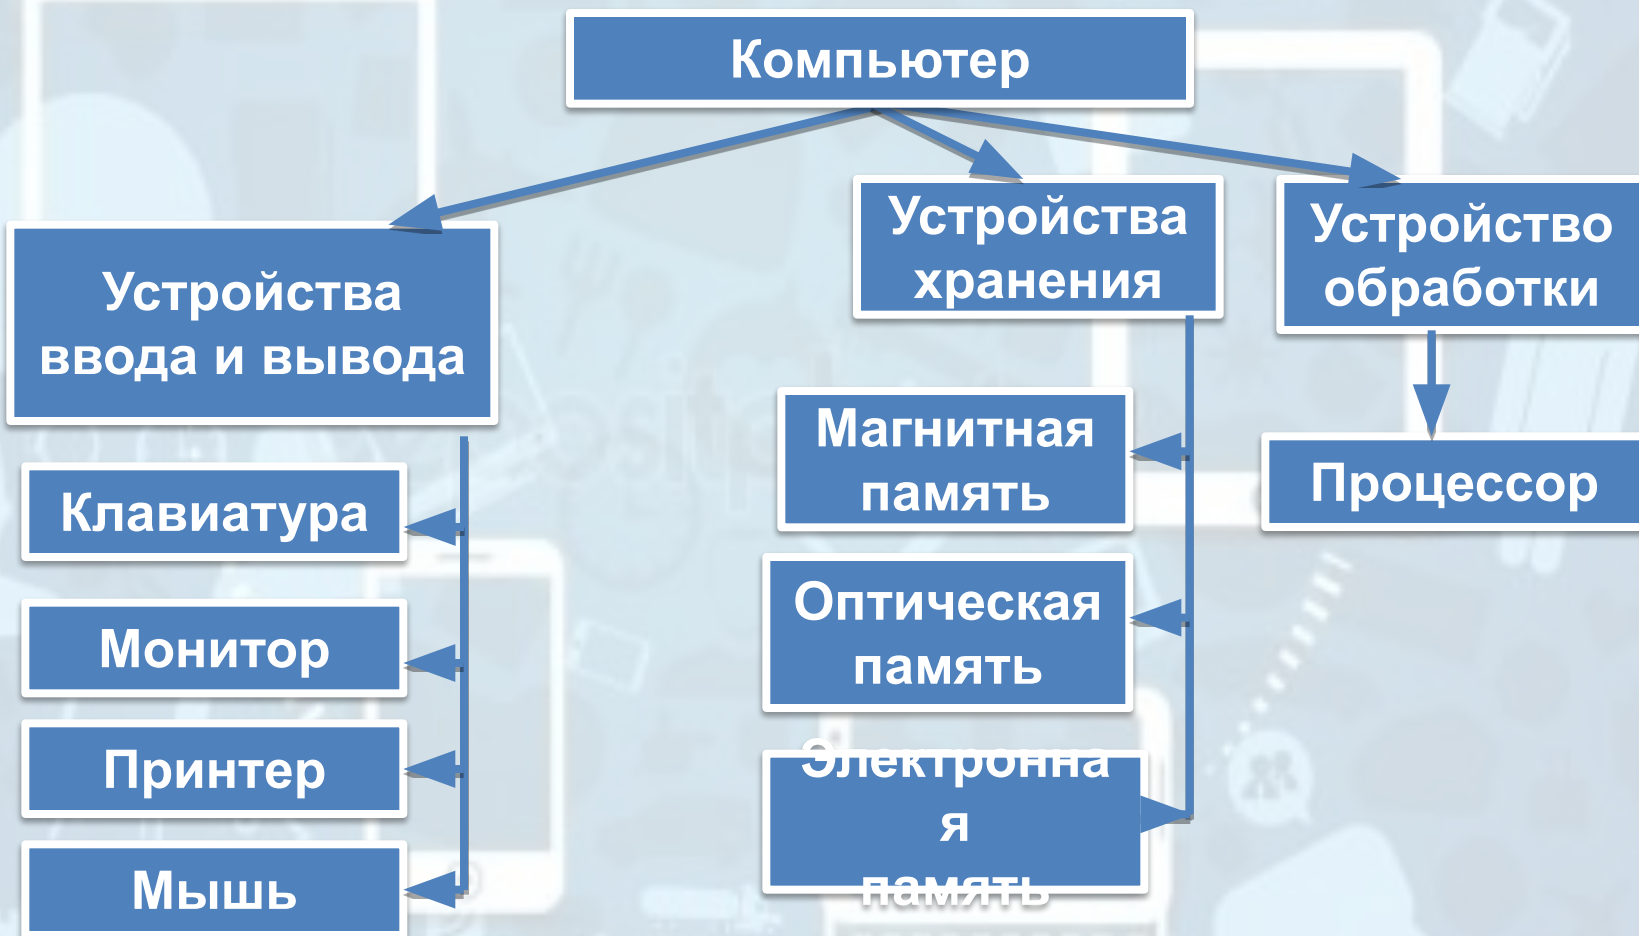 Компьютер
Устройства
ввода и вывода
Клавиатура
Монитор
Принтер
Мышь
Устройства
хранения
Магнитная
память
Оптическая
память
Электронна
я
память
Устройство
обработки
Процессор